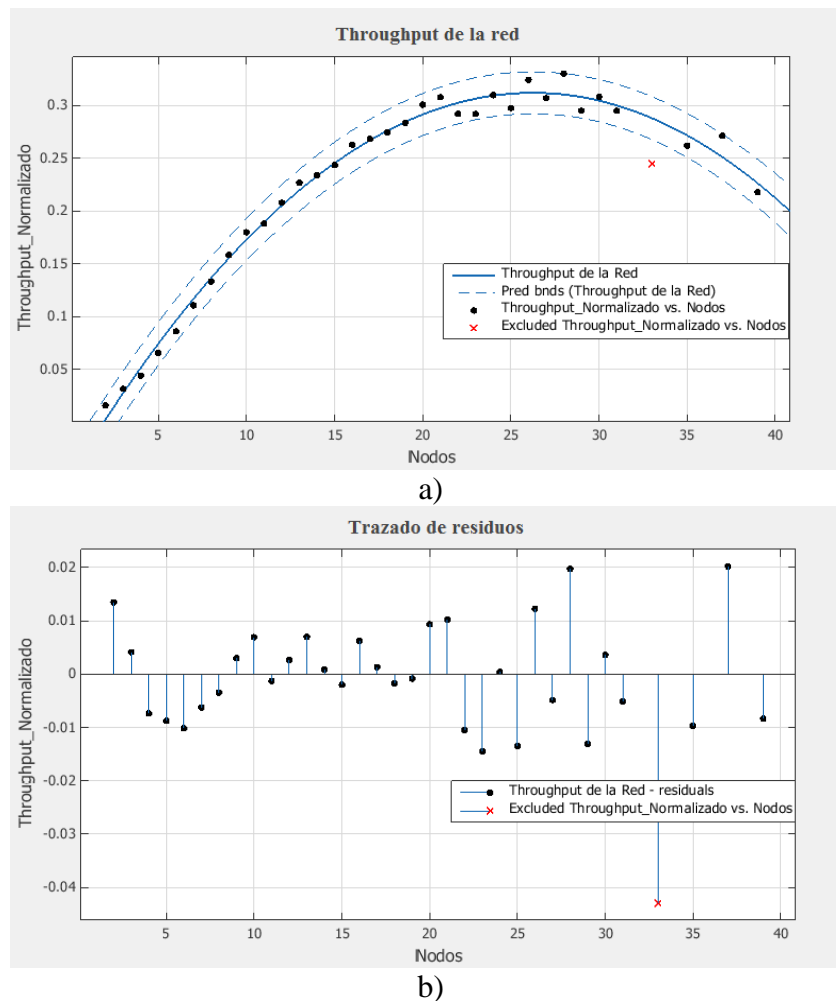 Throughput de la red
0.3
0.25
0.2
0.15
0.1
0.05
Throughput_Normalizado
Throughput de la Red
Pred bnds (Throughput de la Red)
Throughput_Normalizado vs. Nodos
Excluded Throughput_Normalizado vs. Nodos
5 10 15 20 25 30 35 40
Nodos
a)
Trazado de residuos
0.02
0.01
0
-0.01
-0.02
-0.03
-0.04
Throughput_Normalizado
Throughput de la Red - residuals
Excluded Throughput_Normalizado vs. Nodos
5 10 15 20 25 30 35 40
Nodos
b)